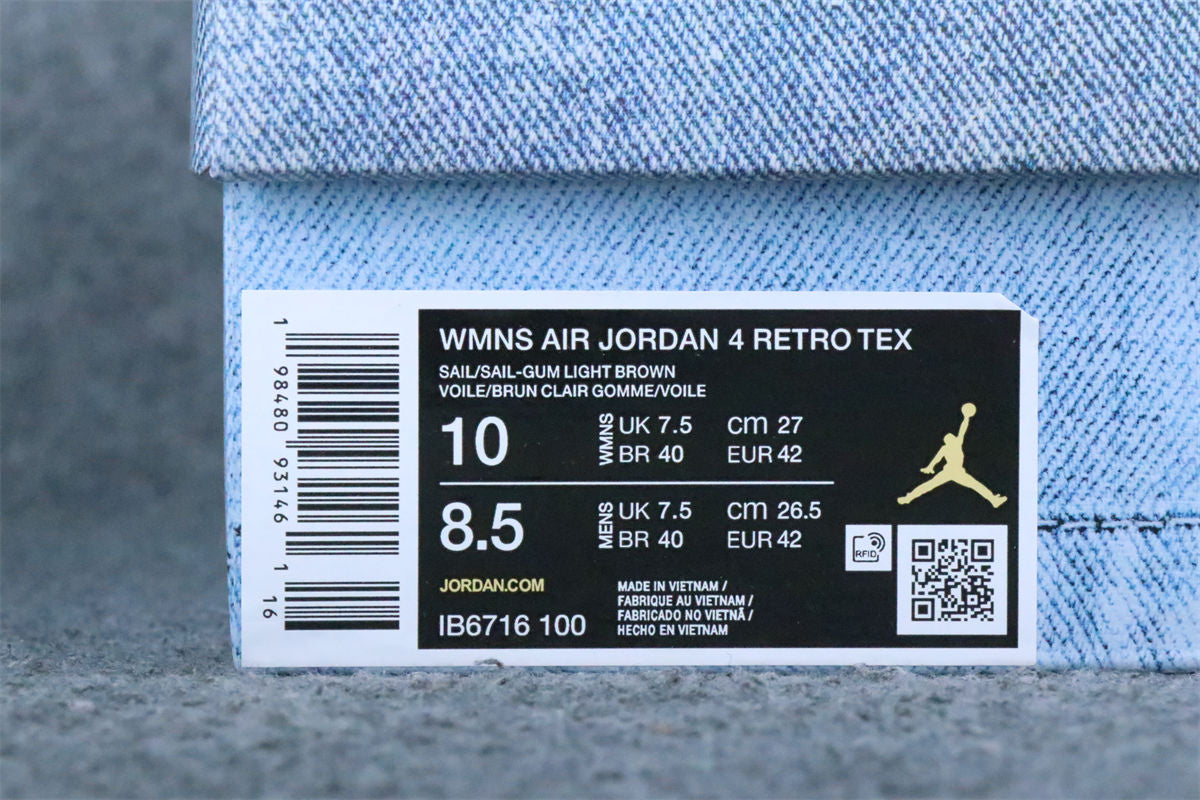 1 98480 93146 1 16
WMNS AIR JORDAN 4 RETRO TEX
SAIL/SAIL-GUM LIGHT BROWN
VOILE/BRUN CLAIR GOMME/VOILE
10 WMNS UK 7.5 cm 27
BR 40 EUR 42
8.5 MENS UK 7.5 cm 26.5
BR 40 EUR 42
RFID
JORDAN.COM
IB6716 100
MADE IN VIETNAM /
FABRIQUE AU VIETNAM /
FABRICADO NO VIETNÃ /
HECHO EN VIETNAM